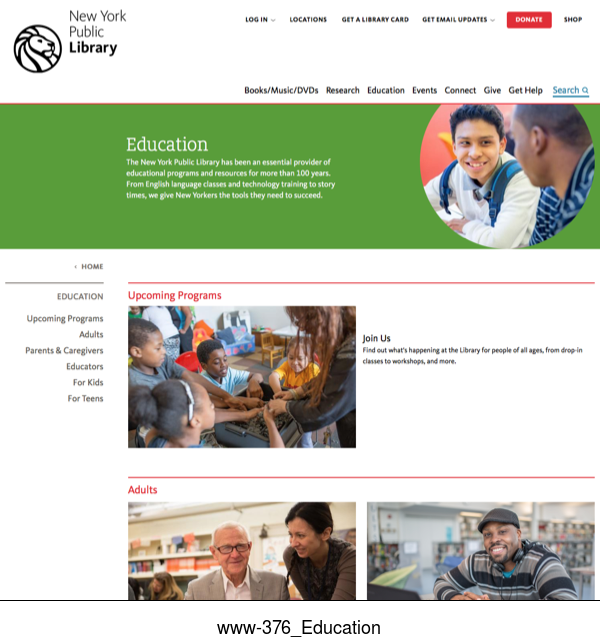 New York
Public
Library
LOG IN
LOCATIONS
GET A LIBRARY CARD
GET EMAIL UPDATES
DONATE
SHOP
Books/Music/DVDs Research Education Events Connect Give Get Help Search
Education
The New York Public Library has been an essential provider of
educational programs and resources for more than 100 years.
From English language classes and technology training to story
times, we give New Yorkers the tools they need to succeed.
‹ HOME
EDUCATION
Upcoming Programs
Adults
Parents & Caregivers
Educators
For Kids
For Teens
Upcoming Programs
Join Us
Find out what's happening at the Library for people of all ages, from drop-in
classes to workshops, and more.
Adults
www-376_Education